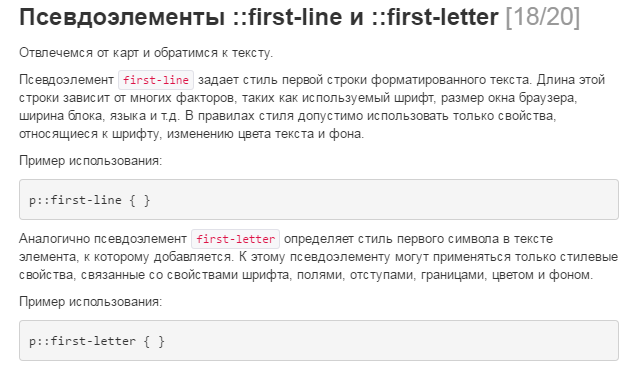 Псевдоэлементы ::first-line и ::first-letter [18/20]
Отвлечемся от карт и обратимся к тексту.
Псевдоэлемент first-line задает стиль первой строки форматированного текста. Длина этой
строки зависит от многих факторов, таких как используемый шрифт, размер окна браузера,
ширина блока, языка и т.д. В правилах стиля допустимо использовать только свойства,
относящиеся к шрифту, изменению цвета текста и фона.
Пример использования:
p::first-line { }
Аналогично псевдоэлемент first-letter определяет стиль первого символа в тексте
элемента, к которому добавляется. К этому псевдоэлементу могут применяться только стилевые
свойства, связанные со свойствами шрифта, полями, отступами, границами, цветом и фоном.
Пример использования:
p::first-letter { }